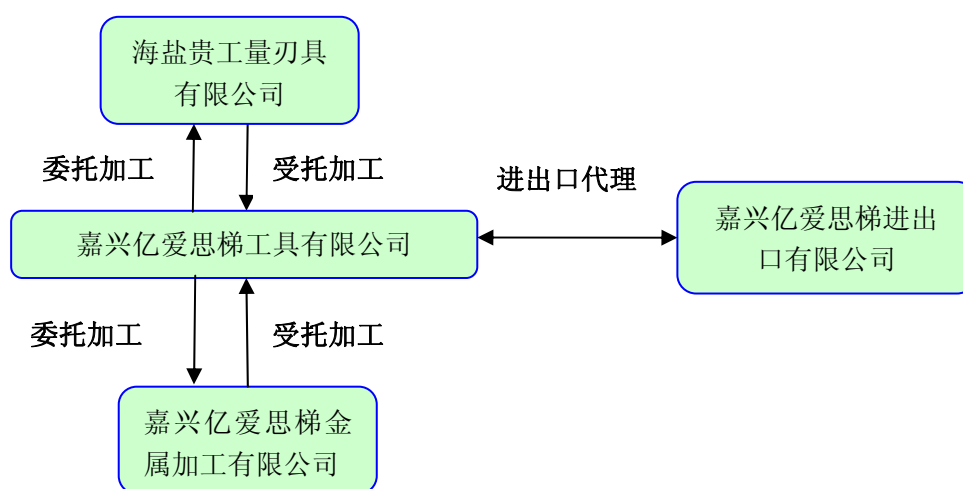 海盐贵工量刃具
有限公司
委托加工
受托加工
进出口代理
嘉兴亿爱思梯工具有限公司
嘉兴亿爱思梯进出
口有限公司
委托加工
受托加工
嘉兴亿爱思梯金
属加工有限公司